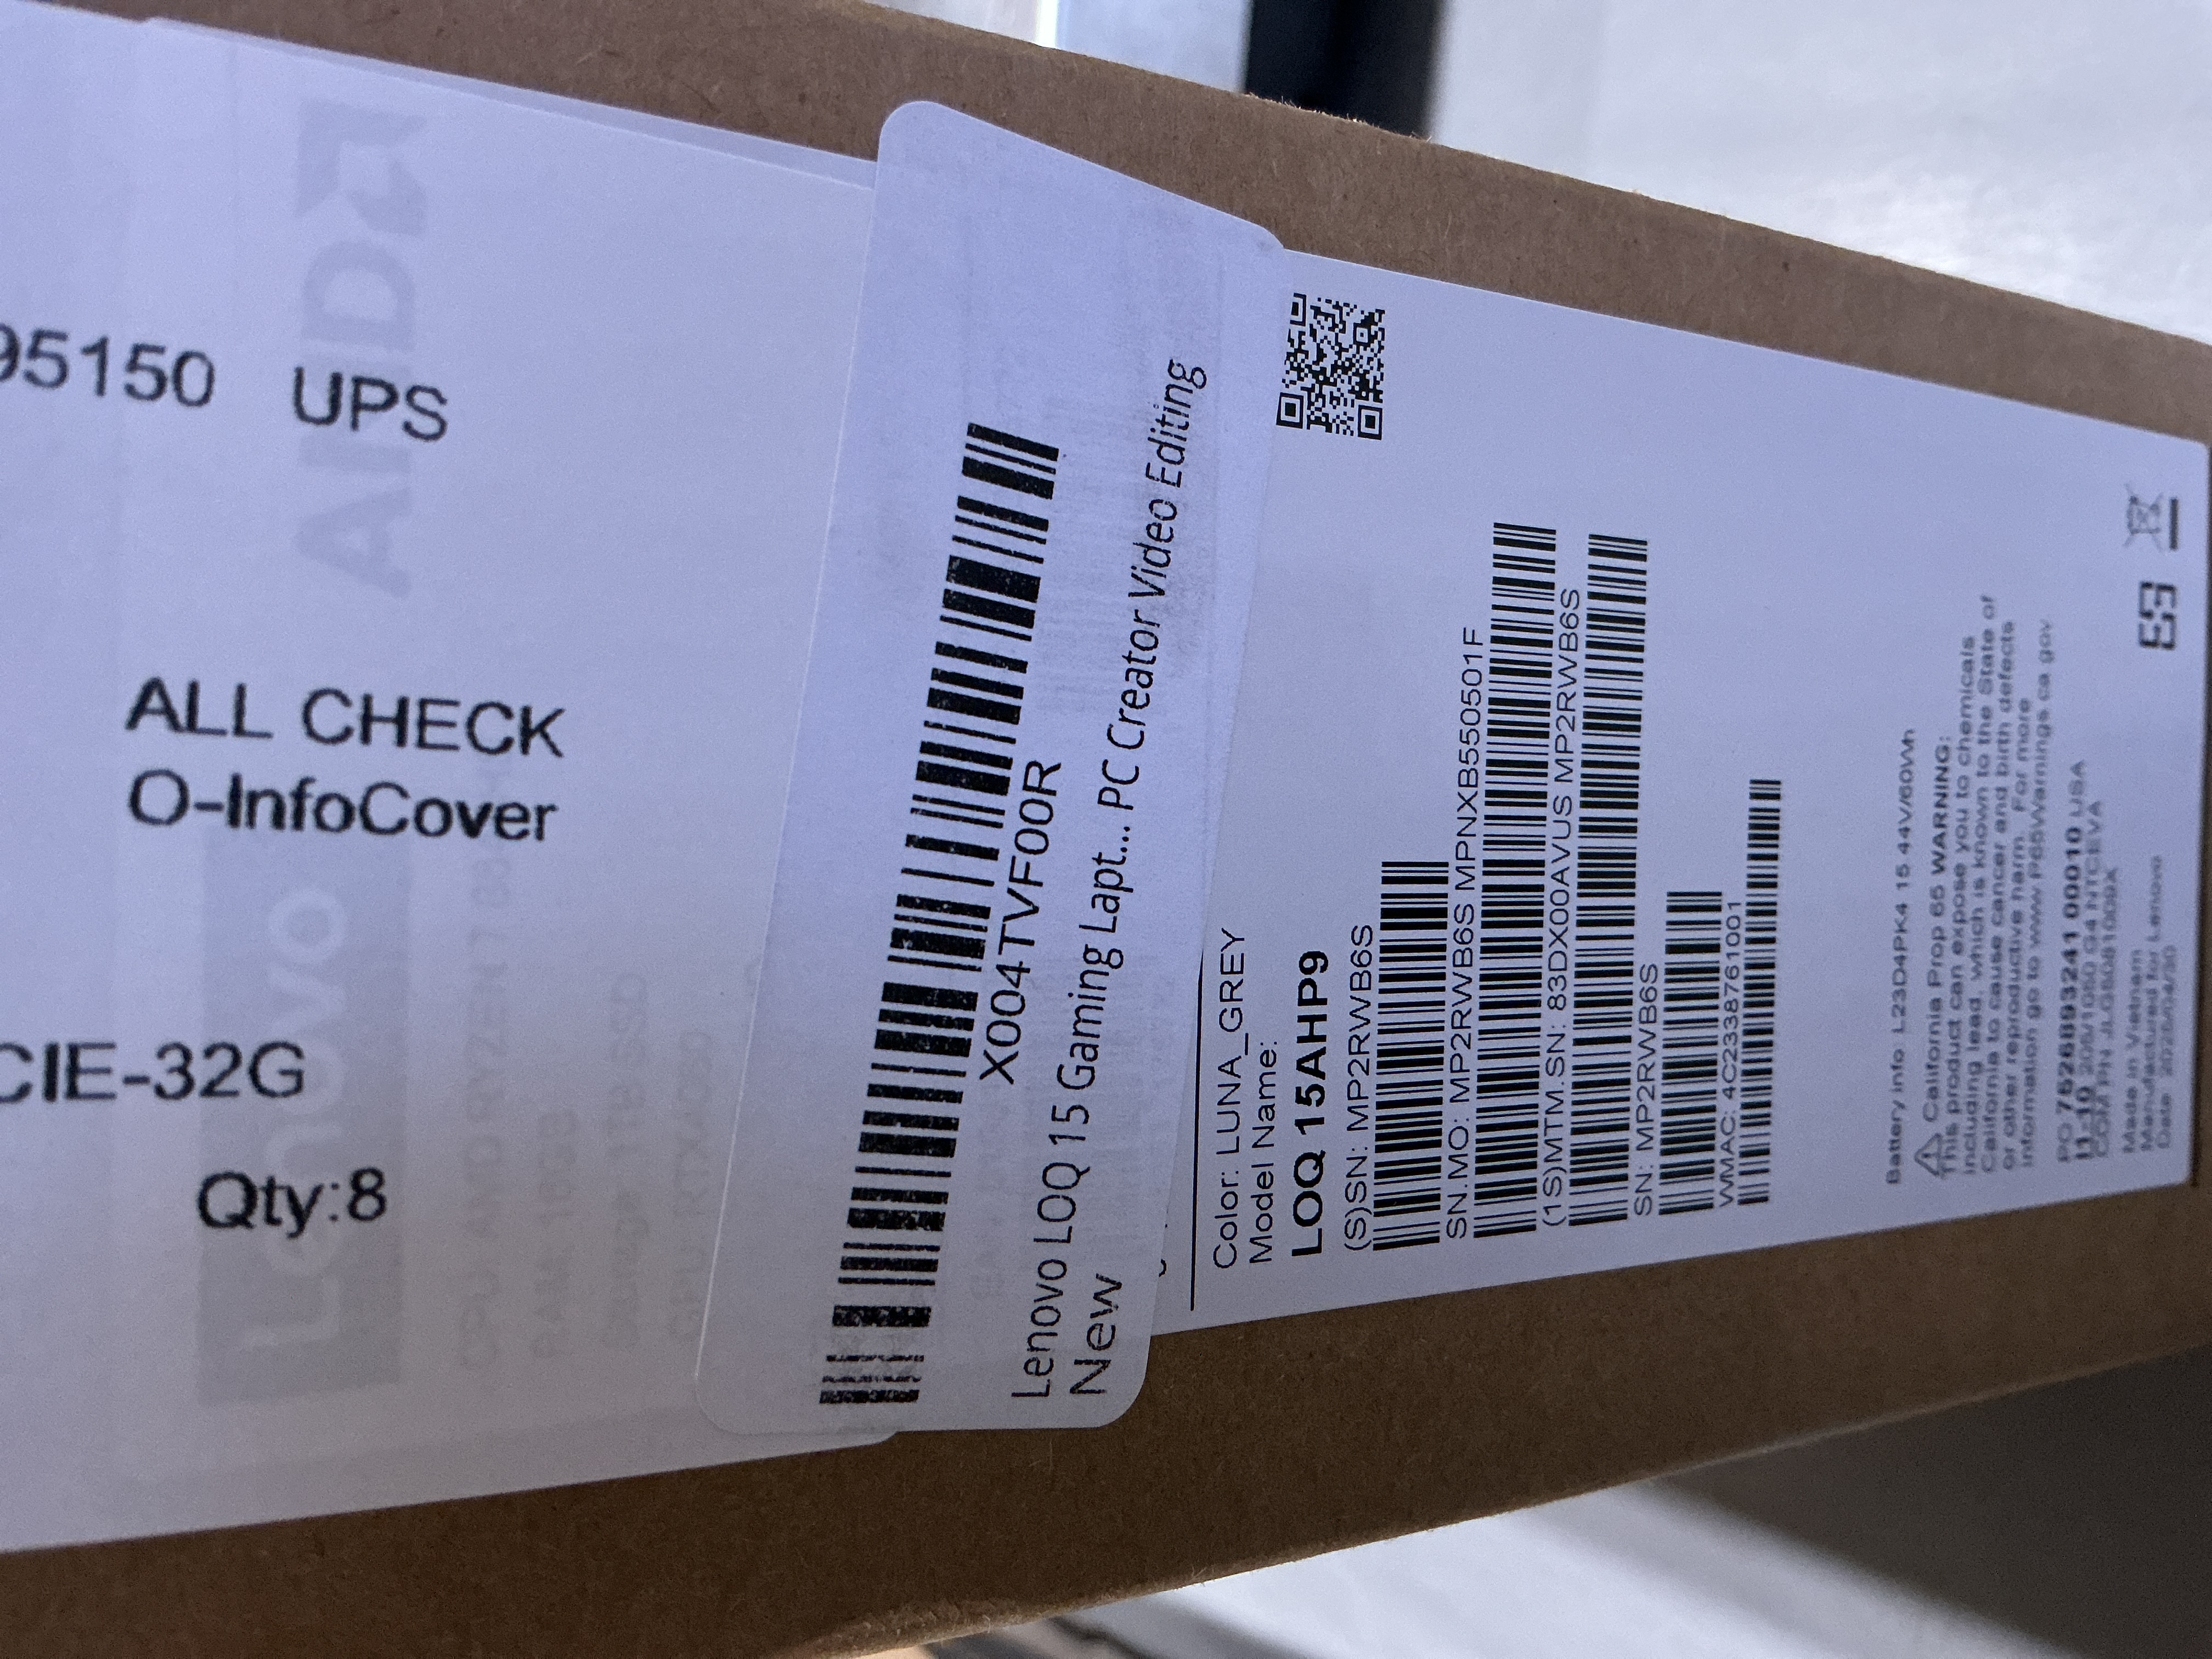 95150 UPS
ALL CHECK
O-InfoCover
CIE-32G
Qty:8
Lenovo
AMD
X004TVF00R
Lenovo LOQ 15 Gaming Lapt... PC Creator Video Editing
New
Color: LUNA_GREY
Model Name:
LOQ 15AHP9
(S)SN: MP2RWB6S
SN.MO: MP2RWB6S MPNXB550501F
(1S)MTM.SN: 83DX00AVUS MP2RWB6S
SN: MP2RWB6S
WMAC: 4C2338761001
Battery info: L23D4PK4 15.44V/60Wh
California Prop 65 WARNING:
This product can expose you to chemicals
including lead, which is known to the State of
California to cause cancer and birth defects
or other reproductive harm. For more
information go to www.P65Warnings.ca.gov
Made in Vietnam
Manufactured for Lenovo